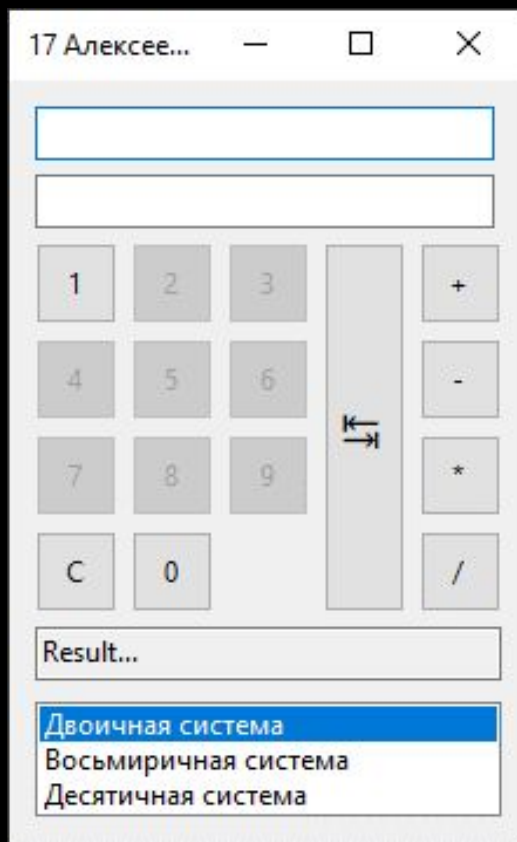 17 Алексее...
1 2 3 +
4 5 6 -
7 8 9 *
C 0 /
Result...
Двоичная система
Восьмиричная система
Десятичная система